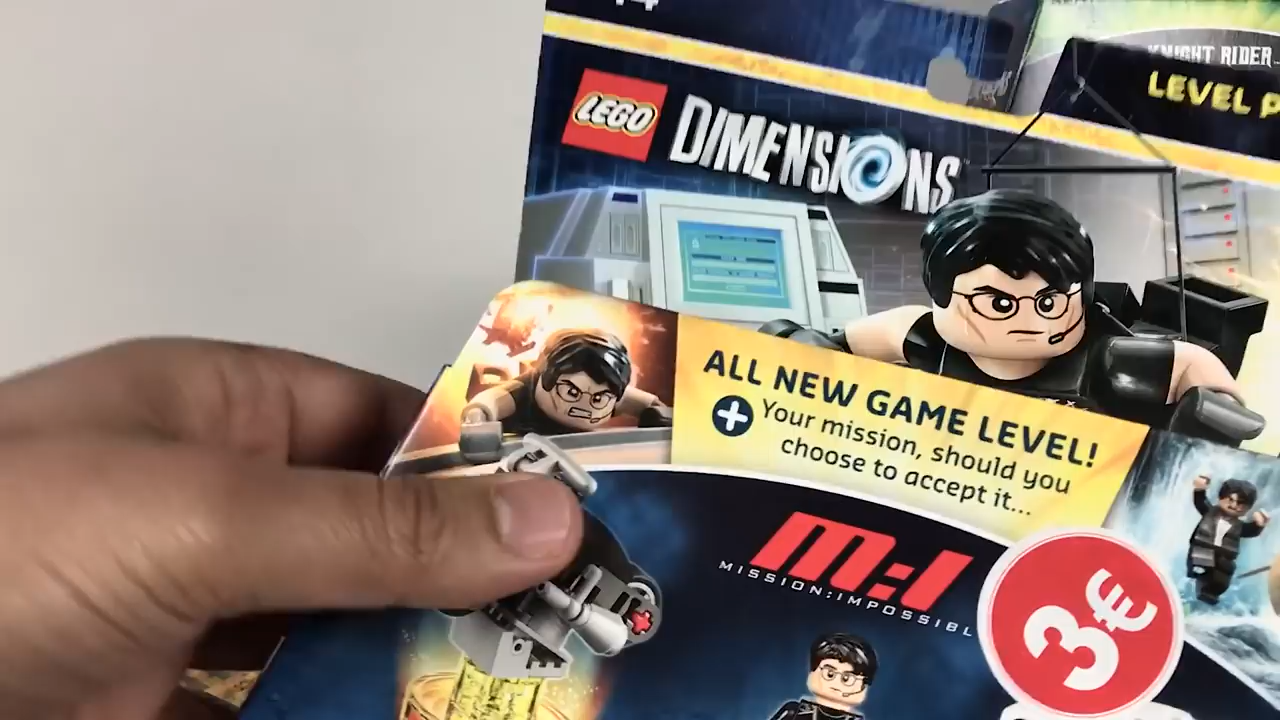 KNIGHT RIDER
LEVEL P
LEGO
DIMENSIONS
ALL NEW GAME LEVEL!
+ Your mission, should you
choose to accept it...
M:I
MISSION:IMPOSSIBL
3€